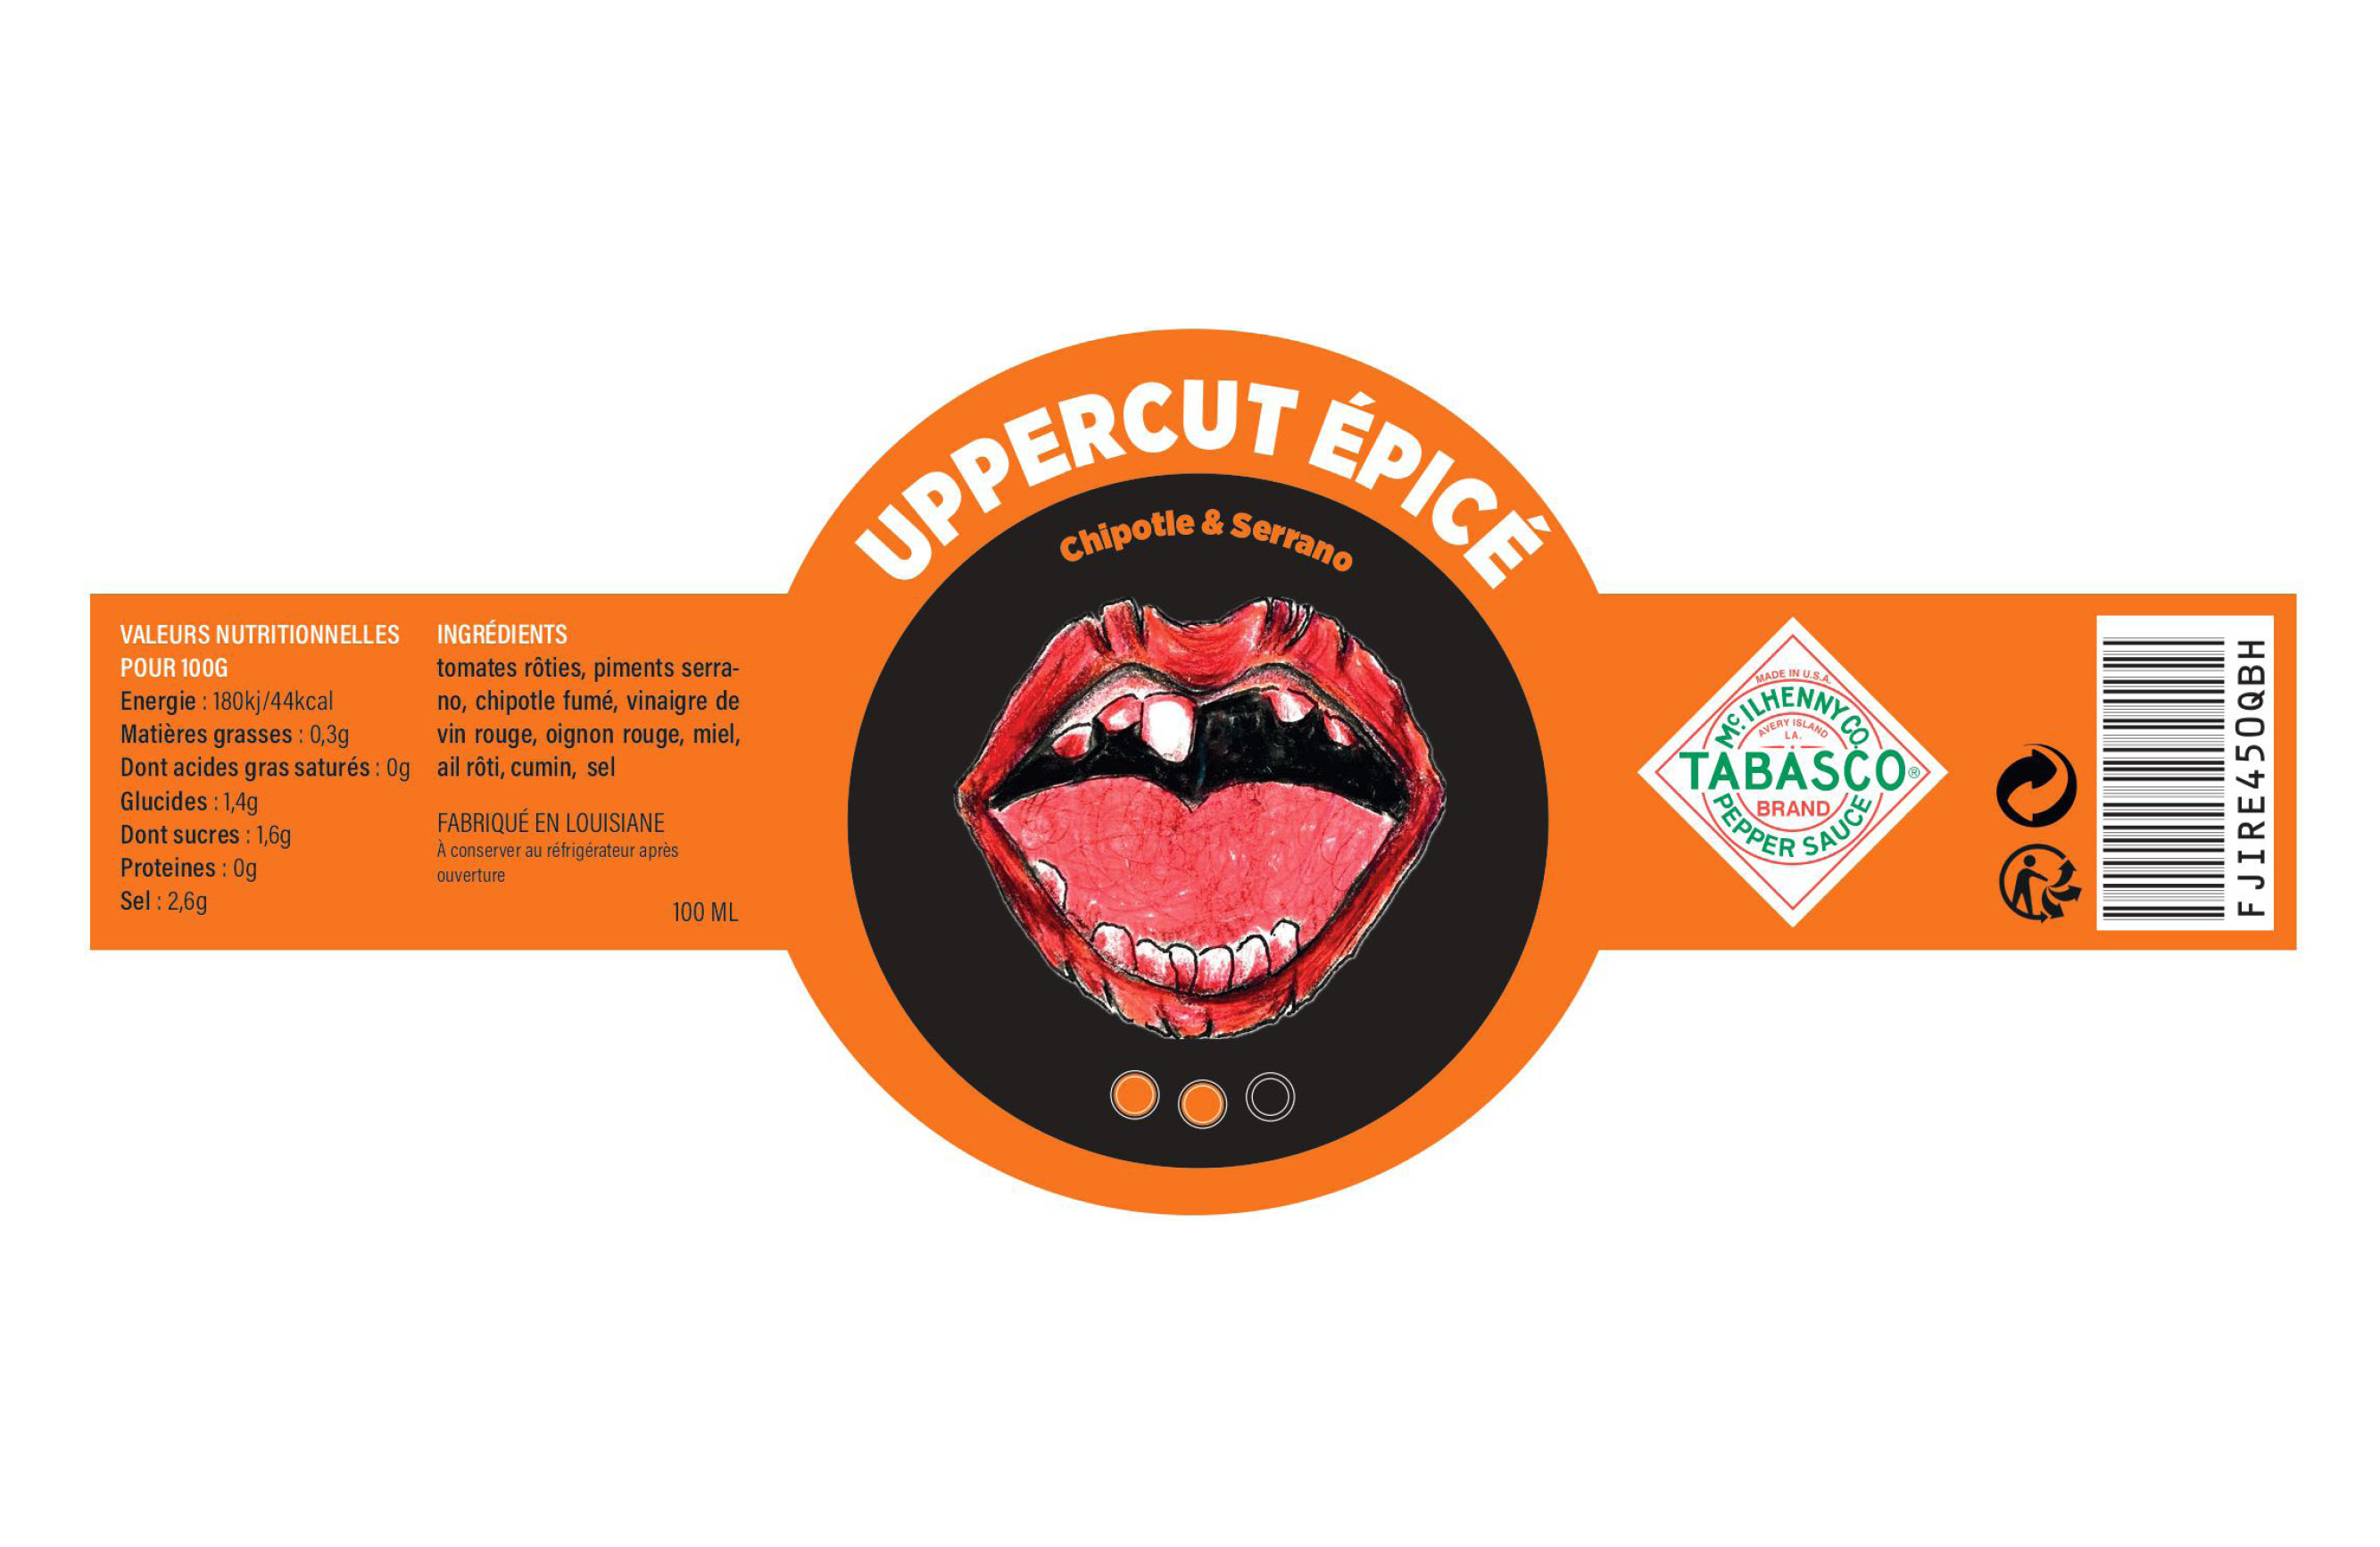 UPPERCUT ÉPICÉ
Chipotle & Serrano
VALEURS NUTRITIONNELLES
POUR 100G
Energie : 180kj/44kcal
Matières grasses : 0,3g
Dont acides gras saturés : 0g
Glucides : 1,4g
Dont sucres : 1,6g
Proteines : 0g
Sel : 2,6g
INGRÉDIENTS
tomates rôties, piments serra-
no, chipotle fumé, vinaigre de
vin rouge, oignon rouge, miel,
ail rôti, cumin, sel
FABRIQUÉ EN LOUISIANE
À conserver au réfrigérateur après
ouverture
100 ML
MADE IN U.S.A.
Mc. ILHENNY CO.
AVERY ISLAND
LA.
TABASCO®
BRAND
PEPPER SAUCE
FJIRE450QBH